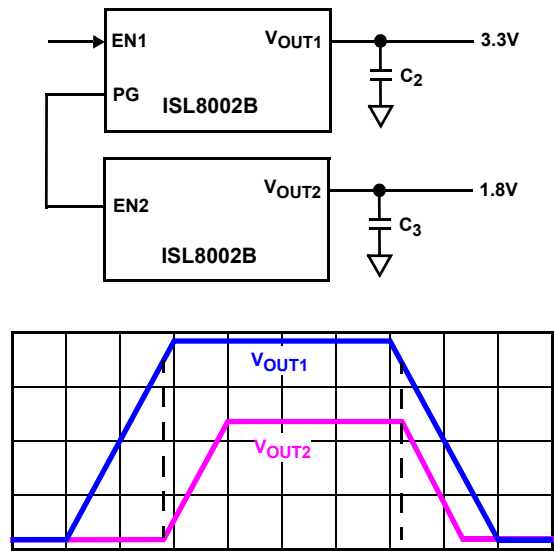 EN1
VOUT1
3.3V
C2
PG
ISL8002B
VOUT2
1.8V
EN2
C3
ISL8002B
VOUT1
VOUT2